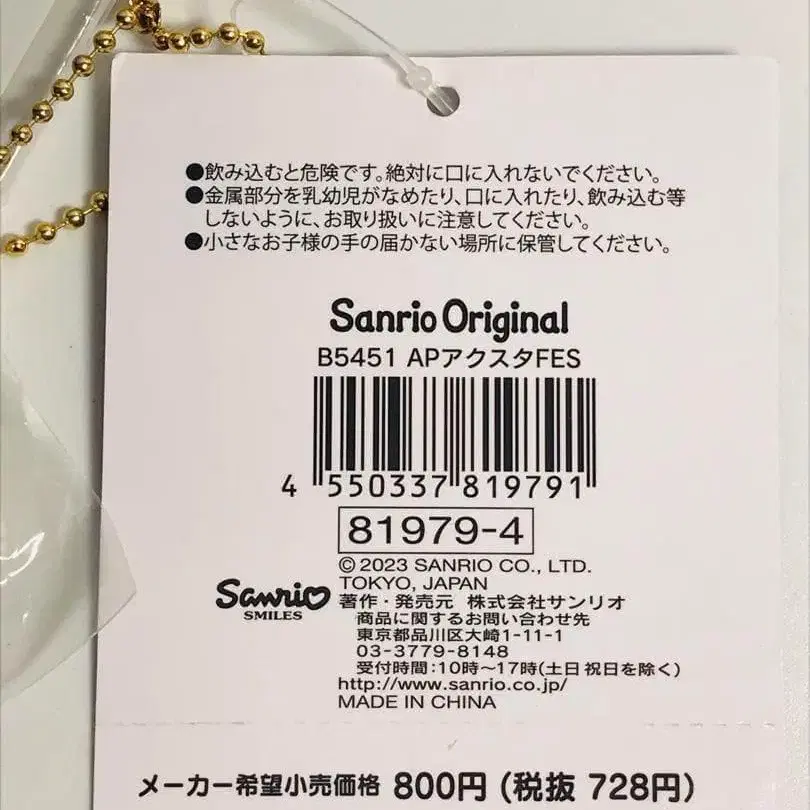 ●飲み込むと危険です。絶対に口に入れないでください。
●金属部分を乳幼児がなめたり、口に入れたり、飲み込む等
しないように、お取り扱いに注意してください。
●小さなお子様の手の届かない場所に保管してください。
Sanrio Original
B5451 APアクスタFES
4 550337 819791
81979-4
© 2023 SANRIO CO., LTD.
TOKYO, JAPAN
Sanrio
SMILES
著作・発売元 株式会社サンリオ
商品に関するお問い合わせ先
東京都品川区大崎1-11-1
03-3779-8148
受付時間:10時～17時(土日祝日を除く)
http://www.sanrio.co.jp/
MADE IN CHINA
メーカー希望小売価格 800円 (税抜 728円)